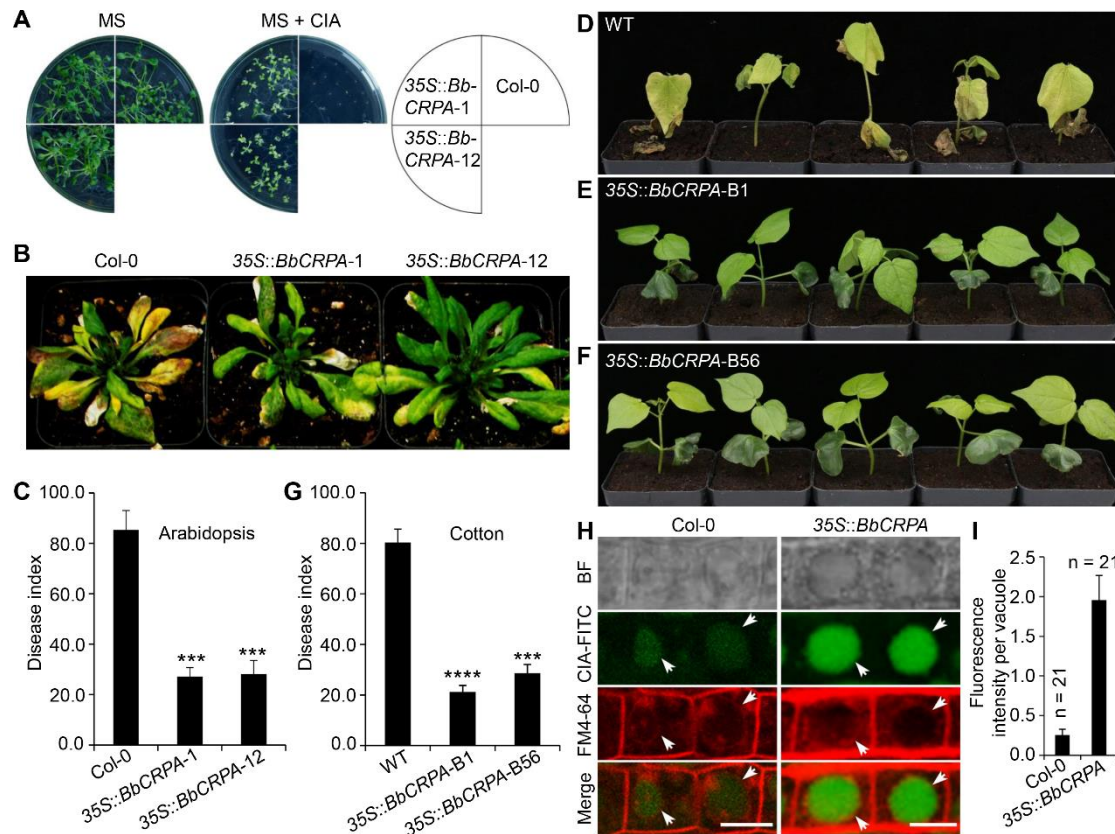 A
MS
MS + CIA
35S::Bb-
CRPA-1
Col-0
35S::Bb-
CRPA-12
B
Col-0
35S::BbCRPA-1
35S::BbCRPA-12
C
100.0
80.0
60.0
40.0
20.0
0.0
Disease index
Arabidopsis
***
***
Col-0
35S::BbCRPA-1
35S::BbCRPA-12
G
100.0
80.0
60.0
40.0
20.0
0.0
Disease index
Cotton
****
***
WT
35S::BbCRPA-B1
35S::BbCRPA-B56
D
WT
E
35S::BbCRPA-B1
F
35S::BbCRPA-B56
H
Col-0
35S::BbCRPA
BF
CIA-FITC
FM4-64
Merge
I
Fluorescence
intensity per vacuole
2.5
2.0
1.5
1.0
0.5
0.0
n = 21
n = 21
Col-0
35S::BbCRPA